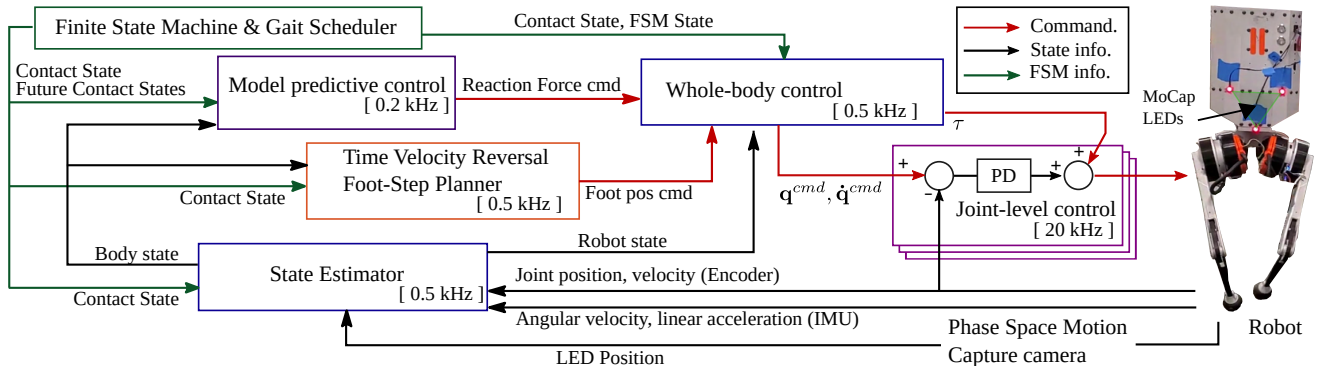 Finite State Machine & Gait Scheduler
Contact State, FSM State
Command.
State info.
FSM info.
Contact State
Future Contact States
Model predictive control
[ 0.2 kHz ]
Reaction Force cmd
Whole-body control
[ 0.5 kHz ]
MoCap
LEDs
τ
Time Velocity Reversal
Foot-Step Planner
[ 0.5 kHz ]
Contact State
Foot pos cmd
q^{cmd}, q̇^{cmd}
+
-
PD
+
+
Joint-level control
[ 20 kHz ]
Body state
Robot state
State Estimator
[ 0.5 kHz ]
Contact State
Joint position, velocity (Encoder)
Angular velocity, linear acceleration (IMU)
LED Position
Phase Space Motion
Capture camera
Robot